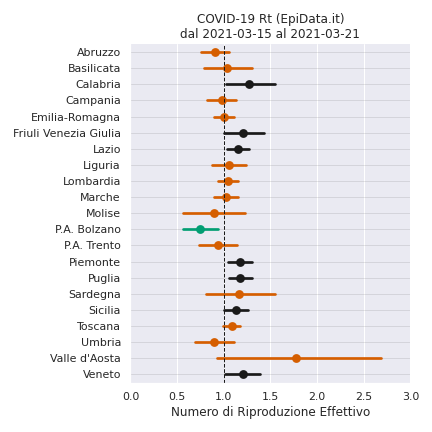 COVID-19 Rt (EpiData.it)
dal 2021-03-15 al 2021-03-21
Abruzzo
Basilicata
Calabria
Campania
Emilia-Romagna
Friuli Venezia Giulia
Lazio
Liguria
Lombardia
Marche
Molise
P.A. Bolzano
P.A. Trento
Piemonte
Puglia
Sardegna
Sicilia
Toscana
Umbria
Valle d'Aosta
Veneto
0.0 0.5 1.0 1.5 2.0 2.5 3.0
Numero di Riproduzione Effettivo